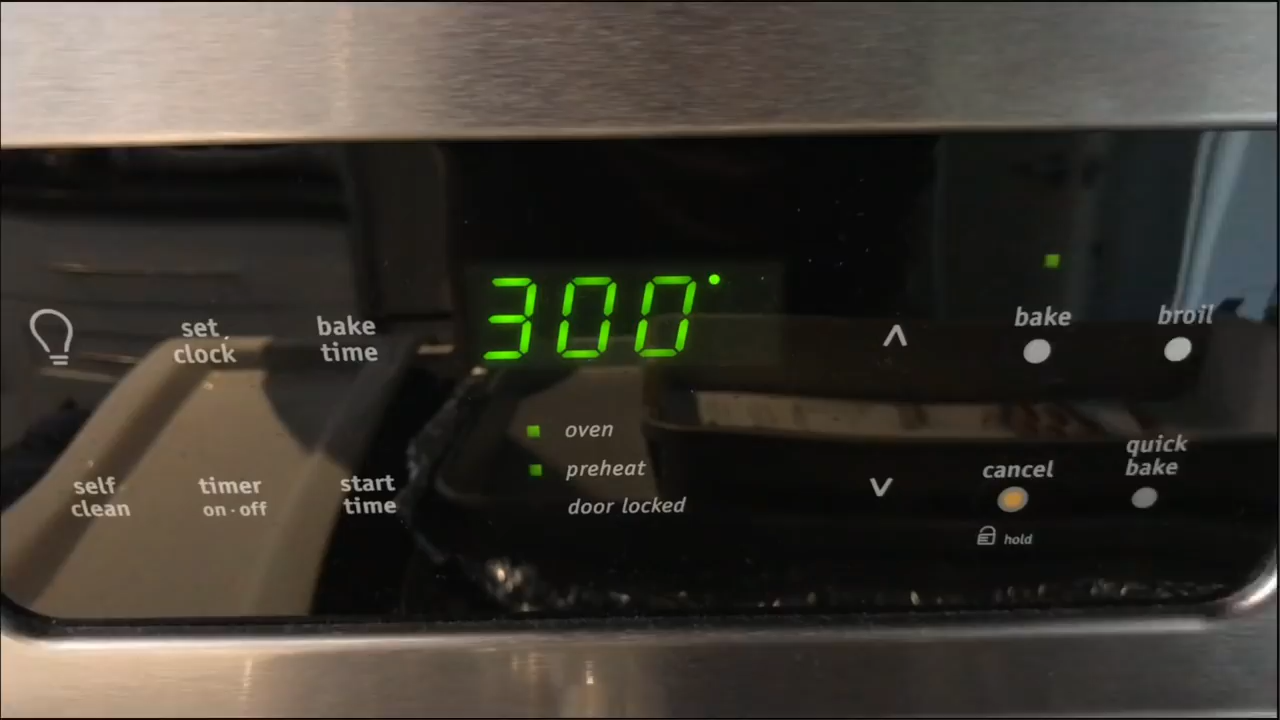 300°
bake
broil
set
clock
bake
time
oven
preheat
door locked
self
clean
timer
on·off
start
time
cancel
hold
quick
bake